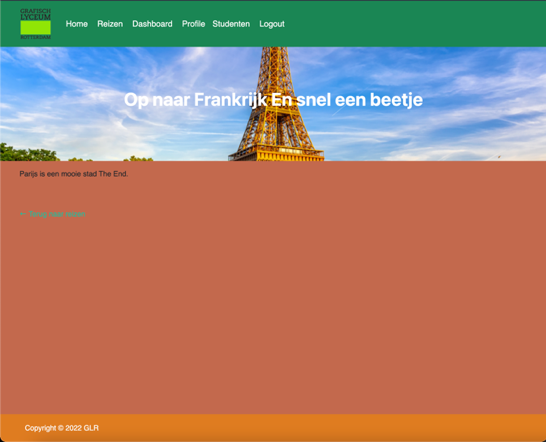 GRAFISCH
LYCEUM
ROTTERDAM
Home Reizen Dashboard Profile Studenten Logout
Op naar Frankrijk En snel een beetje
Parijs is een mooie stad The End.
Copyright © 2022 GLR